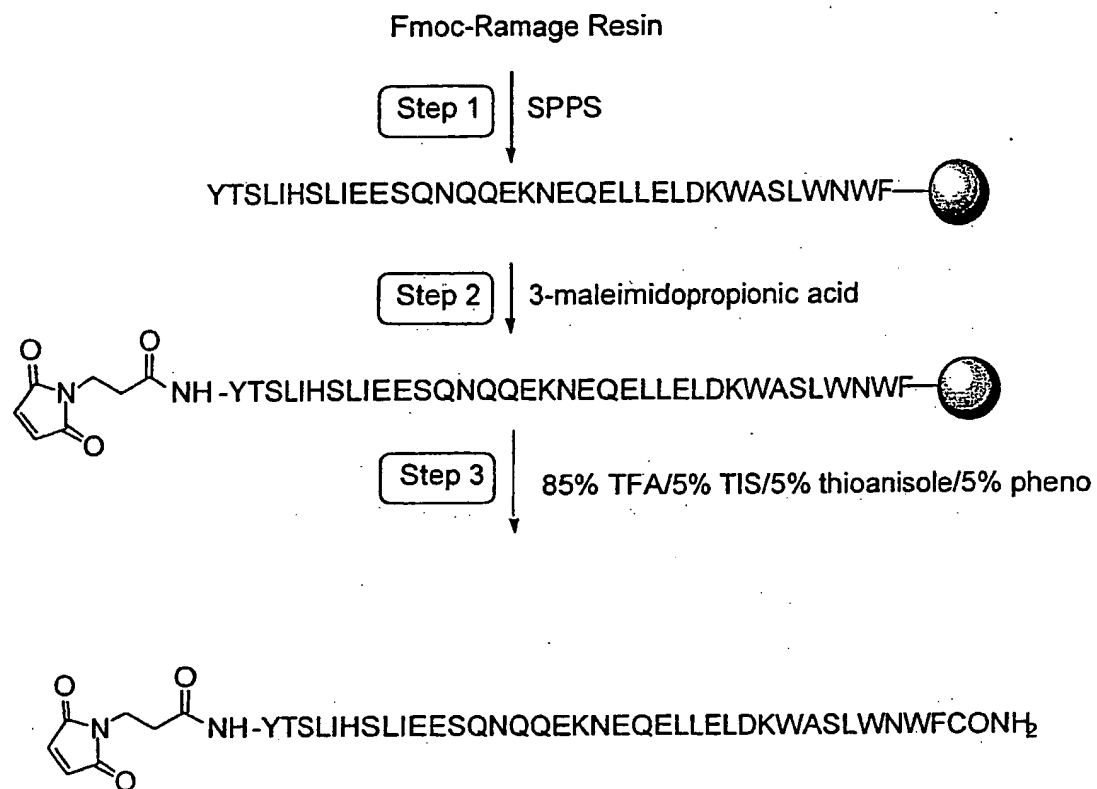 Fmoc-Ramage Resin
Step 1
SPPS
YTSLIHSLIEESQNQQEKNEQELLELDKWASLWNWF
Step 2
3-maleimidopropionic acid
O
O
N
NH-YTSLIHSLIEESQNQQEKNEQELLELDKWASLWNWF
O
Step 3
85% TFA/5% TIS/5% thioanisole/5% pheno
O
O
N
NH-YTSLIHSLIEESQNQQEKNEQELLELDKWASLWNWFCONH2
O